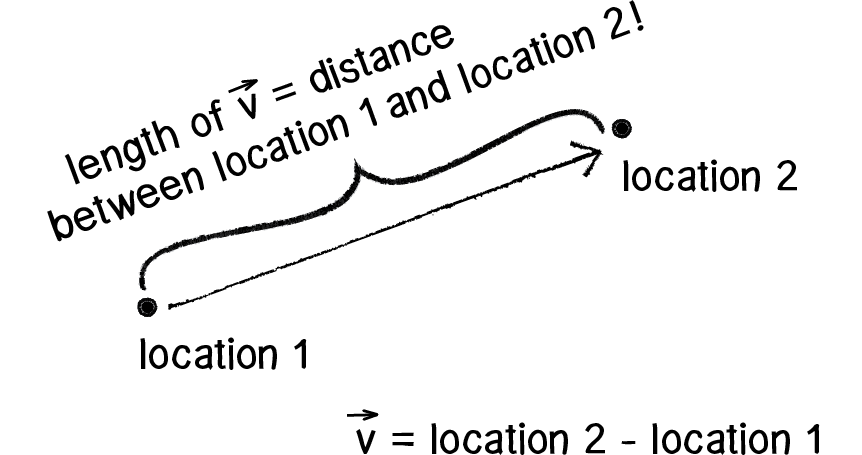 length of v⃗ = distance
between location 1 and location 2!
location 2
location 1
v⃗ = location 2 - location 1